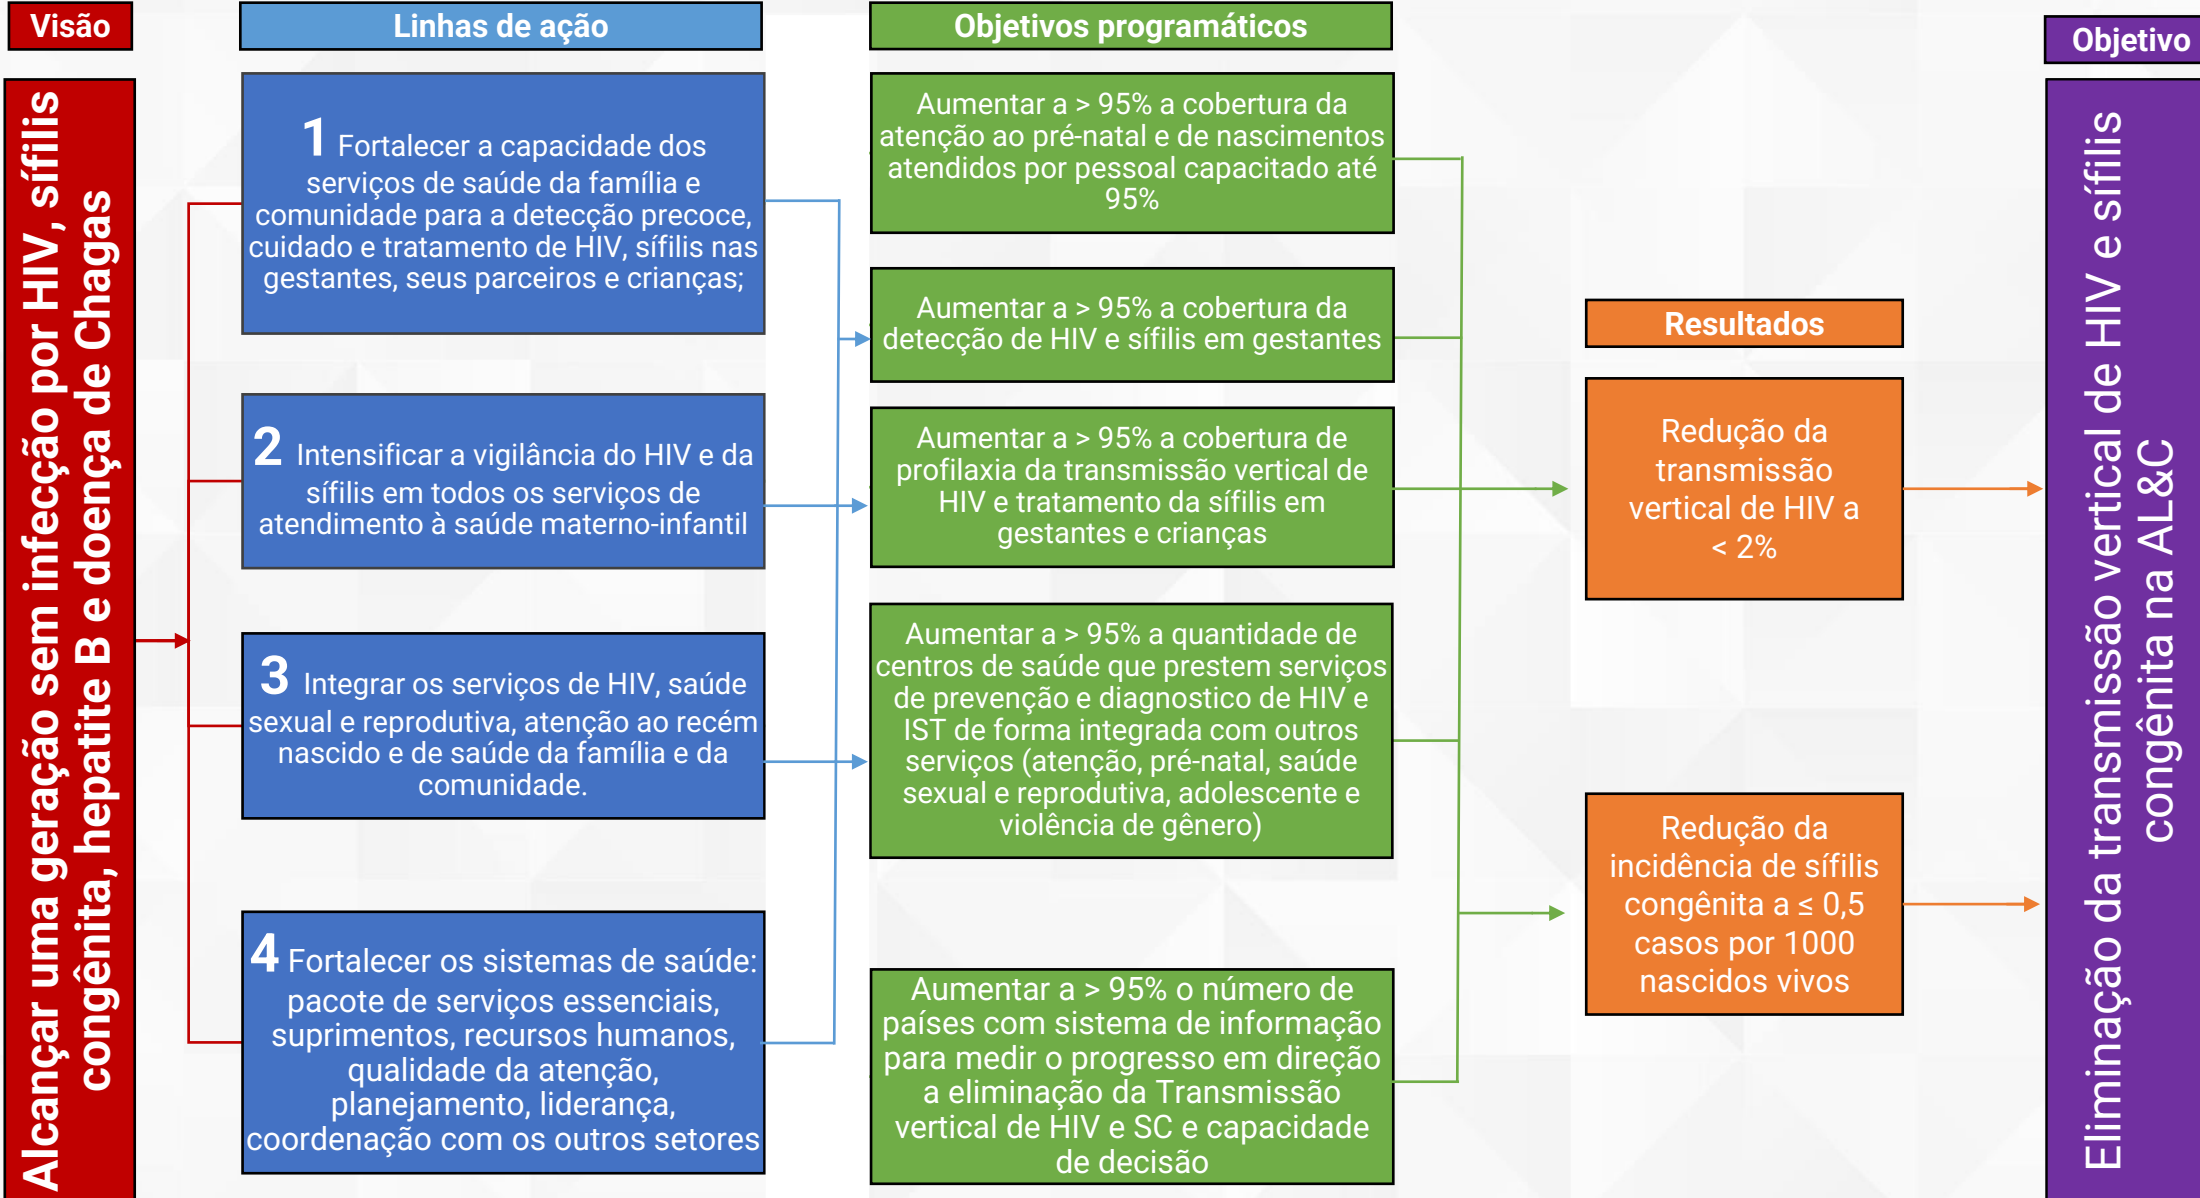 Visão
Alcançar uma geração sem infecção por HIV, sífilis
congênita, hepatite B e doença de Chagas
Linhas de ação
1 Fortalecer a capacidade dos
serviços de saúde da família e
comunidade para a detecção precoce,
cuidado e tratamento de HIV, sífilis nas
gestantes, seus parceiros e crianças;
2 Intensificar a vigilância do HIV e da
sífilis em todos os serviços de
atendimento à saúde materno-infantil
3 Integrar os serviços de HIV, saúde
sexual e reprodutiva, atenção ao recém
nascido e de saúde da família e da
comunidade.
4 Fortalecer os sistemas de saúde:
pacote de serviços essenciais,
suprimentos, recursos humanos,
qualidade da atenção,
planejamento, liderança,
coordenação com os outros setores
Objetivos programáticos
Aumentar a > 95% a cobertura da
atenção ao pré-natal e de nascimentos
atendidos por pessoal capacitado até
95%
Aumentar a > 95% a cobertura da
detecção de HIV e sífilis em gestantes
Aumentar a > 95% a cobertura de
profilaxia da transmissão vertical de
HIV e tratamento da sífilis em
gestantes e crianças
Aumentar a > 95% a quantidade de
centros de saúde que prestem serviços
de prevenção e diagnostico de HIV e
IST de forma integrada com outros
serviços (atenção, pré-natal, saúde
sexual e reprodutiva, adolescente e
violência de gênero)
Aumentar a > 95% o número de
países com sistema de informação
para medir o progresso em direção
a eliminação da Transmissão
vertical de HIV e SC e capacidade
de decisão
Resultados
Redução da
transmissão
vertical de HIV a
< 2%
Redução da
incidência de sífilis
congênita a ≤ 0,5
casos por 1000
nascidos vivos
Objetivo
Eliminação da transmissão vertical de HIV e sífilis
congênita na AL&C